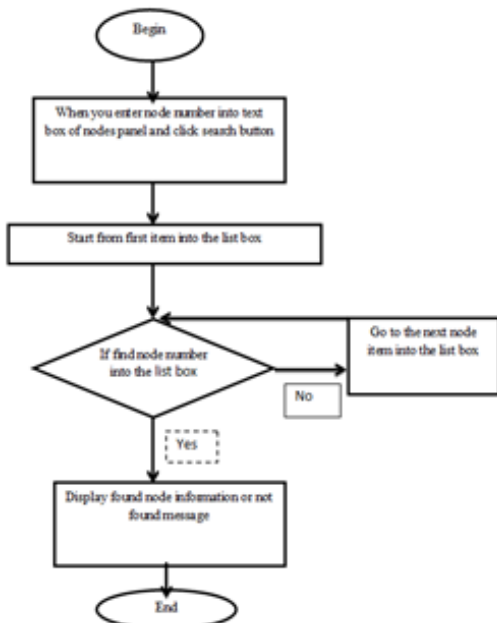 Begin
When you enter node number into text
box of nodes panel and click search button
Start from first item into the list box
If find node number
into the list box
Go to the next node
item into the list box
No
Yes
Display found node information or not
found message
End